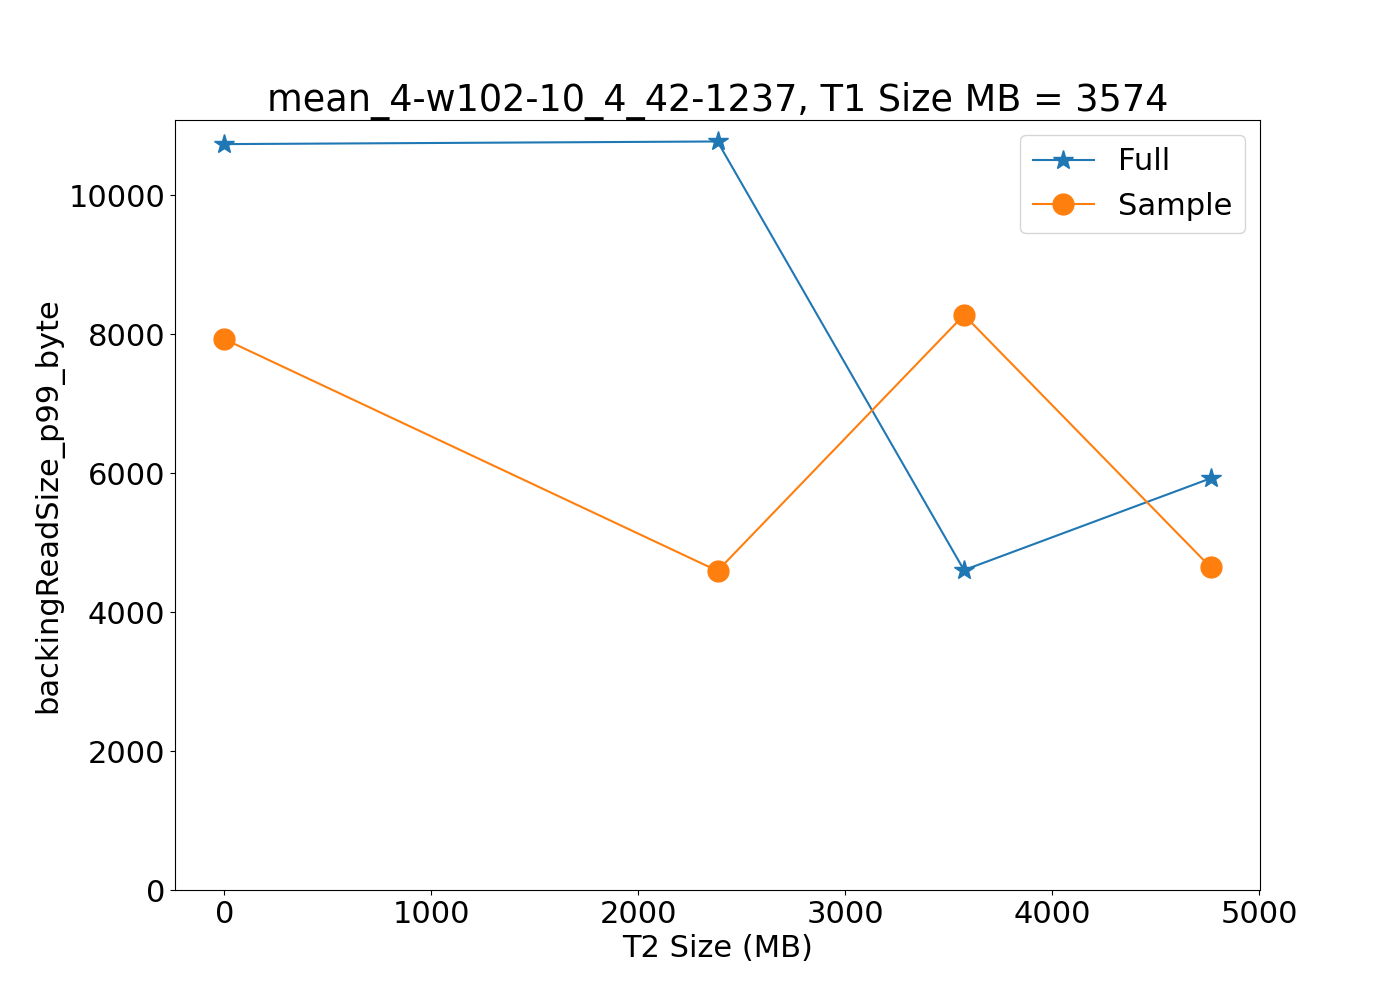 mean_4-w102-10_4_42-1237, T1 Size MB = 3574
Full
Sample
10000
8000
6000
4000
2000
0
backingReadSize_p99_byte
0 1000 2000 3000 4000 5000
T2 Size (MB)